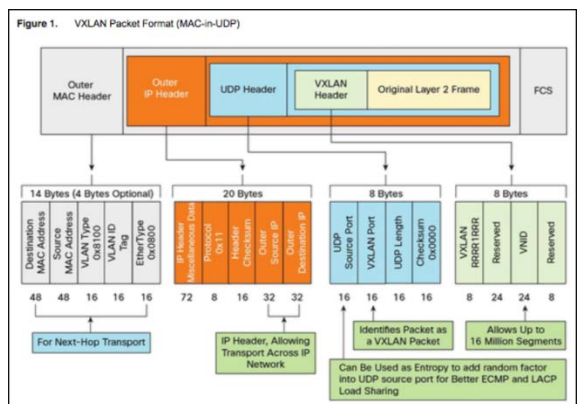 Figure 1. VXLAN Packet Format (MAC-in-UDP)
Outer
MAC Header
Outer
IP Header
UDP Header
VXLAN
Header
Original Layer 2 Frame
FCS
14 Bytes (4 Bytes Optional)
20 Bytes
8 Bytes
8 Bytes
Destination
MAC Address
Source
MAC Address
VLAN Type
0x8100
VLAN ID
Tag
EtherType
0x0800
IP Header
Miscellaneous Data
Protocol
0x11
Header
Checksum
Outer
Source IP
Outer
Destination IP
UDP
Source Port
VXLAN Port
UDP Length
Checksum
0x0000
VXLAN
RRRR1RRR
Reserved
VNID
Reserved
48 48 16 16 16
72 8 16 32 32
16 16 16 16
8 24 24 8
For Next-Hop Transport
IP Header, Allowing
Transport Across IP
Network
Identifies Packet as
a VXLAN Packet
Allows Up to
16 Million Segments
Can Be Used as Entropy to add random factor
into UDP source port for Better ECMP and LACP
Load Sharing